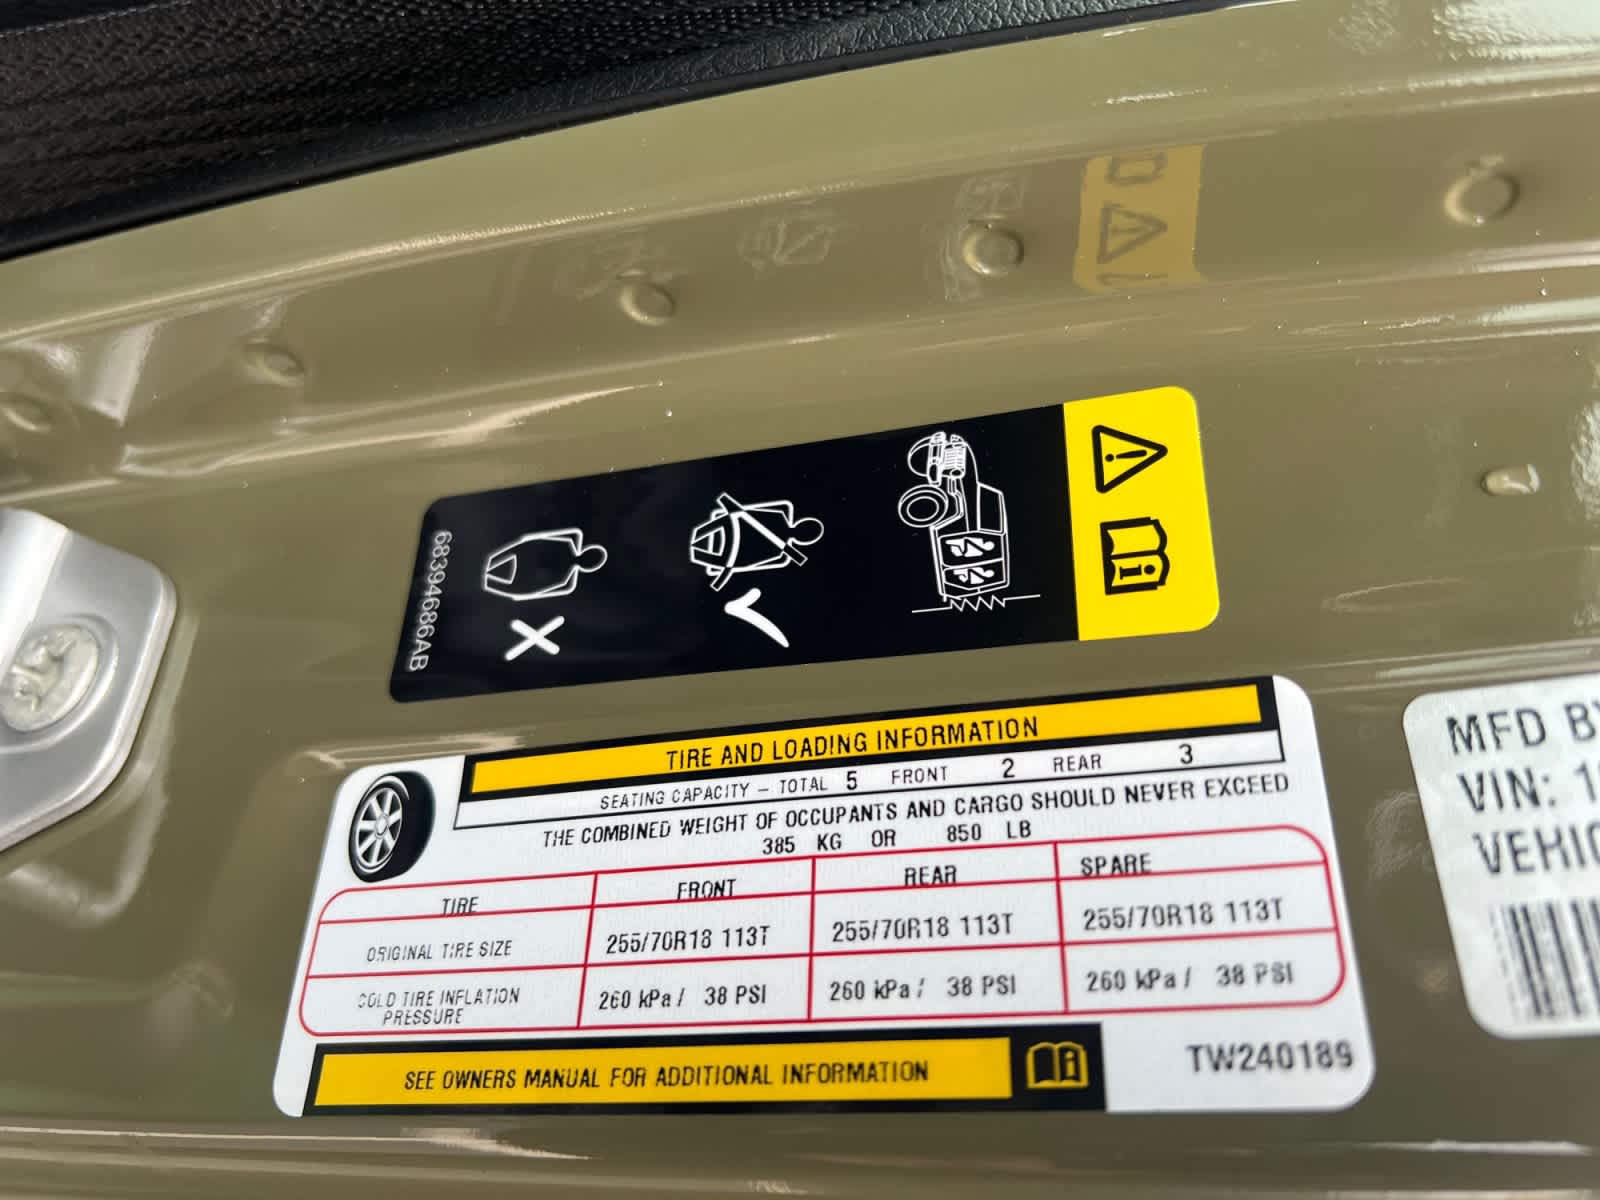 68394686AB
TIRE AND LOADING INFORMATION
SEATING CAPACITY – TOTAL 5 FRONT 2 REAR 3
THE COMBINED WEIGHT OF OCCUPANTS AND CARGO SHOULD NEVER EXCEED
385 KG OR 850 LB
TIRE FRONT REAR SPARE
ORIGINAL TIRE SIZE 255/70R18 113T 255/70R18 113T 255/70R18 113T
COLD TIRE INFLATION PRESSURE 260 kPa / 38 PSI 260 kPa / 38 PSI 260 kPa / 38 PSI
SEE OWNERS MANUAL FOR ADDITIONAL INFORMATION
TW240189
MFD BY
VIN: 1
VEHIC